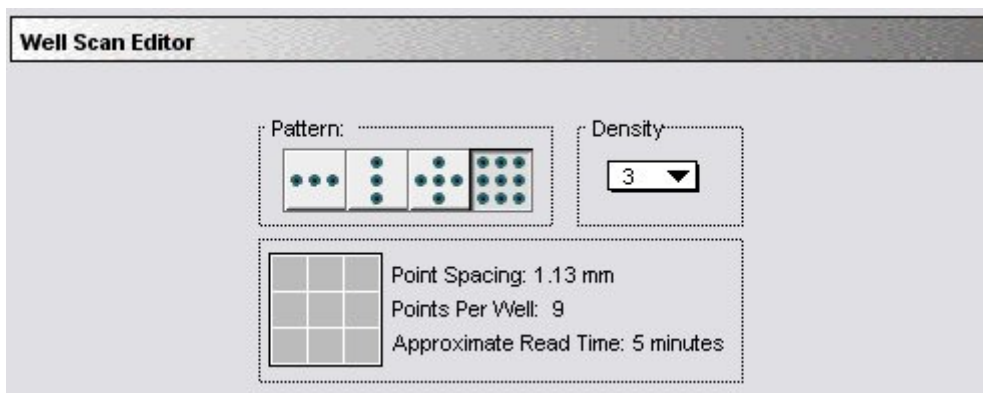 Well Scan Editor
Pattern:
Density
3
Point Spacing: 1.13 mm
Points Per Well: 9
Approximate Read Time: 5 minutes